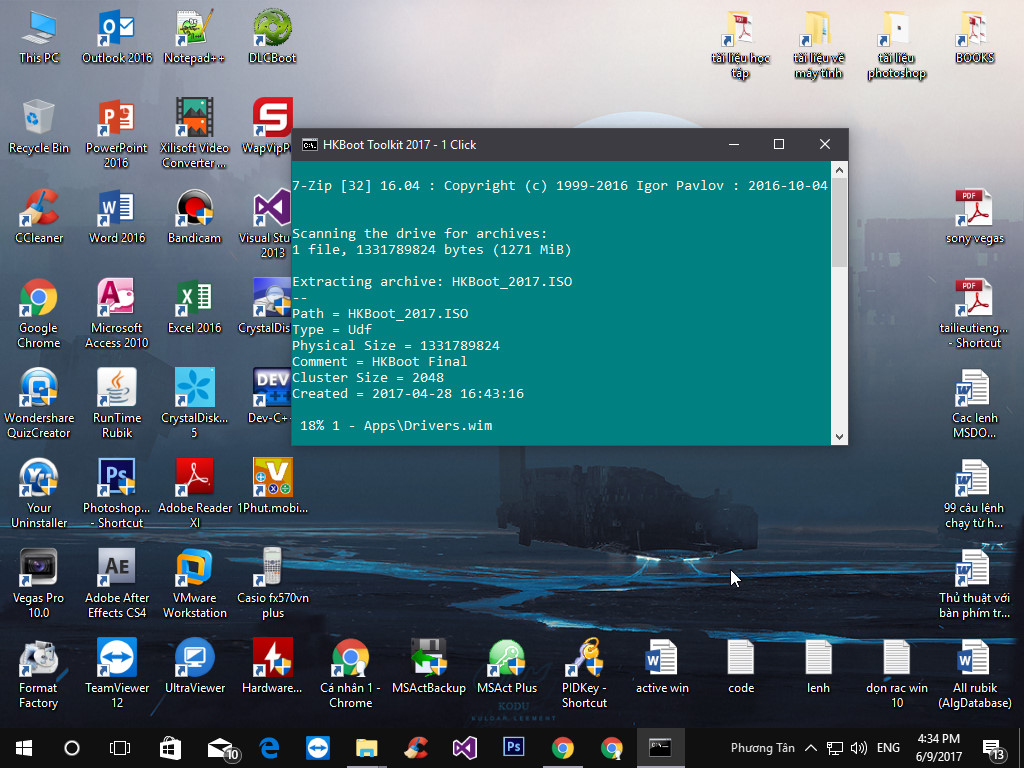 This PC
Outlook 2016
Notepad++
DLCBoot
tài liệu học
tập
tài liệu về
máy tính
tài liệu
photoshop
BOOKS
Recycle Bin
PowerPoint
2016
Xilisoft Video
Converter ...
WapVipP
HKBoot Toolkit 2017 - 1 Click
7-Zip [32] 16.04 : Copyright (c) 1999-2016 Igor Pavlov : 2016-10-04
Scanning the drive for archives:
1 file, 1331789824 bytes (1271 MiB)
Extracting archive: HKBoot_2017.ISO
--
Path = HKBoot_2017.ISO
Type = Udf
Physical Size = 1331789824
Comment = HKBoot Final
Cluster Size = 2048
Created = 2017-04-28 16:43:16
18% 1 - Apps\Drivers.wim
CCleaner
Word 2016
Bandicam
Visual Stu
2013
PDF
sony vegas
Google
Chrome
Microsoft
Access 2010
Excel 2016
CrystalDis
PDF
tailieutieng...
- Shortcut
Wondershare
QuizCreator
RunTime
Rubik
CrystalDisk...
5
DEV
Dev-C+
Cac lenh
MSDO...
Your
Uninstaller
Photoshop...
- Shortcut
Adobe Reader
XI
1Phut.mobi...
99 câu lệnh
chạy từ h...
Vegas Pro
10.0
Adobe After
Effects CS4
VMware
Workstation
Casio fx570vn
plus
Thủ thuật với
bàn phím tr...
Format
Factory
TeamViewer
12
UltraViewer
Hardware...
Cá nhân 1 -
Chrome
MSActBackup
MSAct Plus
PIDKey -
Shortcut
active win
code
lenh
dọn rac win
10
All rubik
(AlgDatabase)
KODU
10
Phương Tân
ENG
4:34 PM
6/9/2017
13